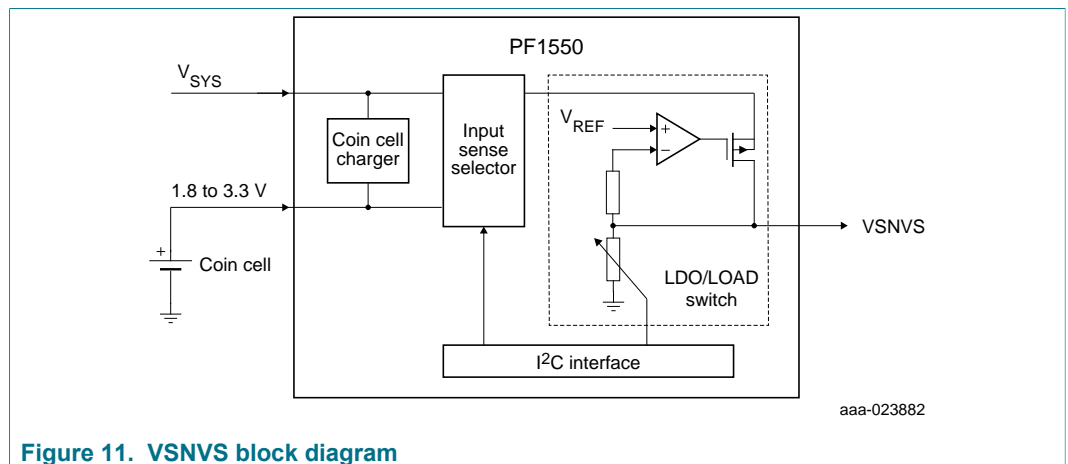 PF1550
VSYS
Coin cell
charger
Input
sense
selector
VREF
+
−
1.8 to 3.3 V
VSNVS
+
Coin cell
LDO/LOAD
switch
I2C interface
aaa-023882
Figure 11. VSNVS block diagram